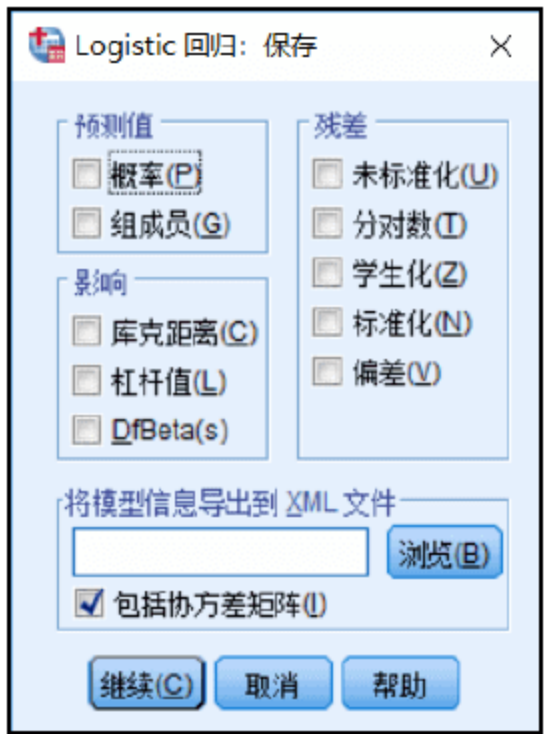 Logistic 回归：保存
预测值
概率(P)
组成员(G)
影响
库克距离(C)
杠杆值(L)
DfBeta(s)
残差
未标准化(U)
分对数(T)
学生化(Z)
标准化(N)
偏差(V)
将模型信息导出到 XML 文件
浏览(B)
包括协方差矩阵(I)
继续(C) 取消 帮助